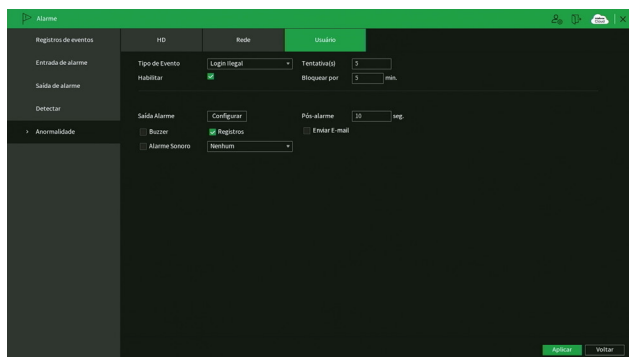 Alarme
Registros de eventos
Entrada de alarme
Saída de alarme
Detectar
Anormalidade
HD
Rede
Usuário
Tipo de Evento
Login Ilegal
Tentativa(s)
5
Habilitar
Bloquear por
5
min.
Saída Alarme
Configurar
Pós-alarme
10
seg.
Buzzer
Registros
Enviar E-mail
Alarme Sonoro
Nenhum
Aplicar
Voltar